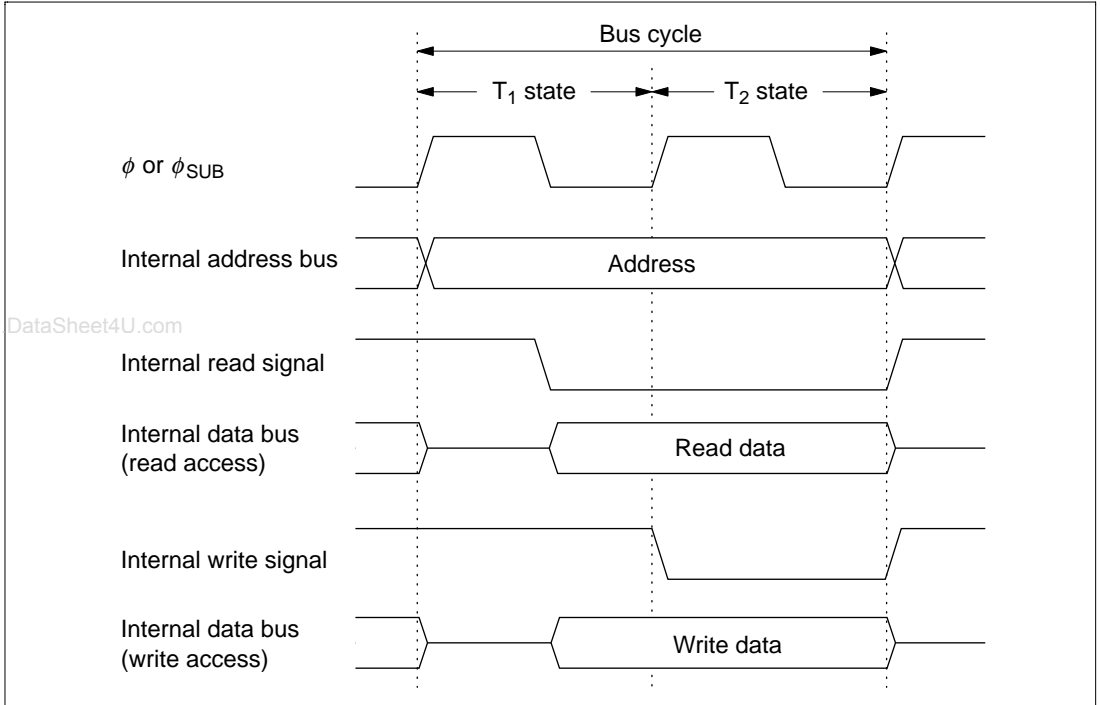 Bus cycle
T₁ state
T₂ state
ϕ or ϕSUB
Internal address bus
Address
DataSheet4U.com
Internal read signal
Internal data bus
(read access)
Read data
Internal write signal
Internal data bus
(write access)
Write data